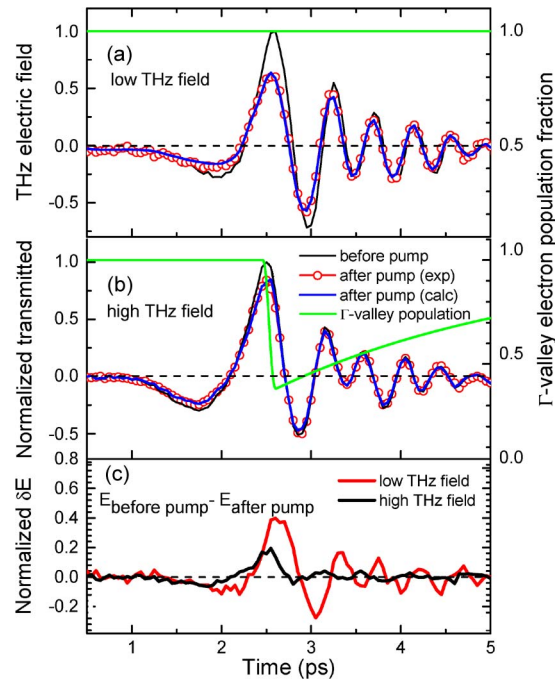 1.0
(a)
low THz field
0.5
0.0
-0.5
1.0
0.5
0.0
THz electric field
Γ-valley electron population fraction
1.0
(b)
high THz field
0.5
0.0
-0.5
before pump
after pump (exp)
after pump (calc)
Γ-valley population
1.0
0.5
0.0
Normalized transmitted
0.8
(c)
0.6
0.4
0.2
0.0
-0.2
E before pump - E after pump
low THz field
high THz field
Normalized δE
1 2 3 4 5
Time (ps)